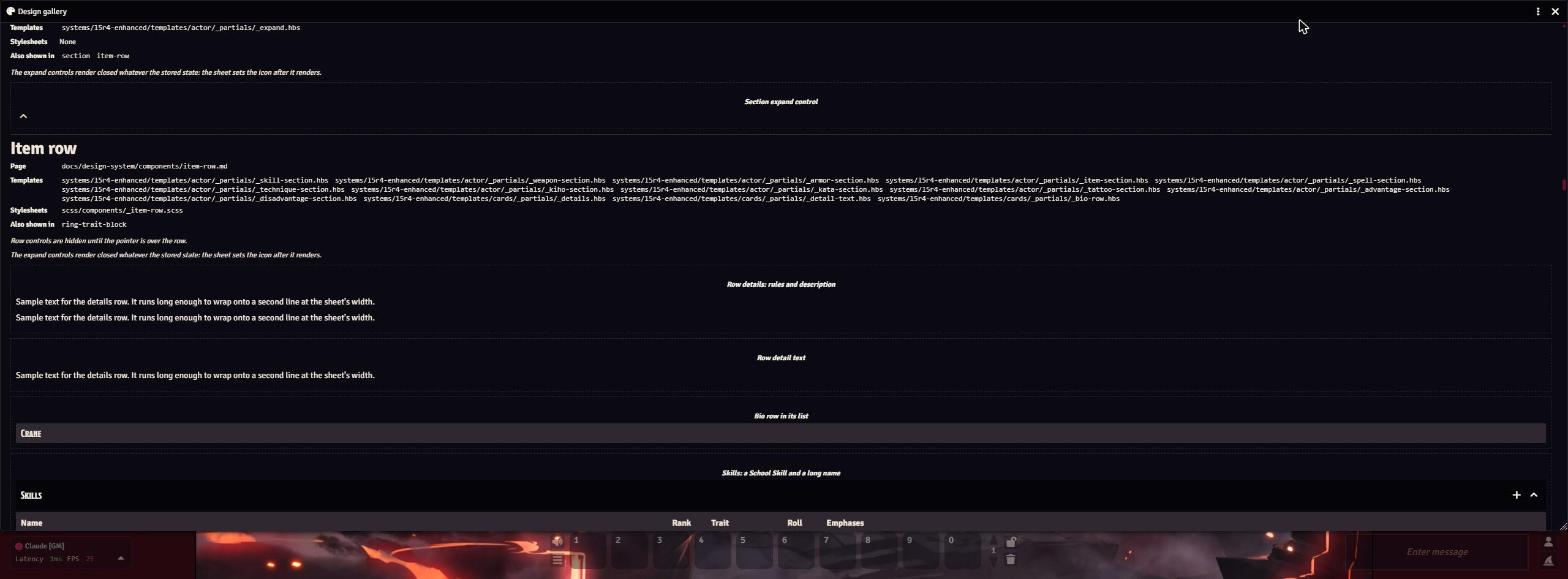 Design gallery
Templates systems/l5r4-enhanced/templates/actor/_partials/_expand.hbs
Stylesheets None
Also shown in section item-row
The expand controls render closed whatever the stored state: the sheet sets the icon after it renders.
Section expand control
Item row
Page docs/design-system/components/item-row.md
Templates systems/l5r4-enhanced/templates/actor/_partials/_skill-section.hbs systems/l5r4-enhanced/templates/actor/_partials/_weapon-section.hbs systems/l5r4-enhanced/templates/actor/_partials/_armor-section.hbs systems/l5r4-enhanced/templates/actor/_partials/_item-section.hbs systems/l5r4-enhanced/templates/actor/_partials/_spell-section.hbs
systems/l5r4-enhanced/templates/actor/_partials/_technique-section.hbs systems/l5r4-enhanced/templates/actor/_partials/_kiho-section.hbs systems/l5r4-enhanced/templates/actor/_partials/_kata-section.hbs systems/l5r4-enhanced/templates/actor/_partials/_tattoo-section.hbs systems/l5r4-enhanced/templates/actor/_partials/_advantage-section.hbs
systems/l5r4-enhanced/templates/actor/_partials/_disadvantage-section.hbs systems/l5r4-enhanced/templates/cards/_partials/_details.hbs systems/l5r4-enhanced/templates/cards/_partials/_detail-text.hbs systems/l5r4-enhanced/templates/cards/_partials/_bio-row.hbs
Stylesheets scss/components/_item-row.scss
Also shown in ring-trait-block
Row controls are hidden until the pointer is over the row.
The expand controls render closed whatever the stored state: the sheet sets the icon after it renders.
Row details: rules and description
Sample text for the details row. It runs long enough to wrap onto a second line at the sheet's width.
Sample text for the details row. It runs long enough to wrap onto a second line at the sheet's width.
Row detail text
Sample text for the details row. It runs long enough to wrap onto a second line at the sheet's width.
Bio row in its list
Crane
Skills: a School Skill and a long name
Skills
Name Rank Trait Roll Emphases
Claude [GM]
Latency 1ms FPS 25
1 2 3 4 5 6 7 8 9 0
1
Enter message